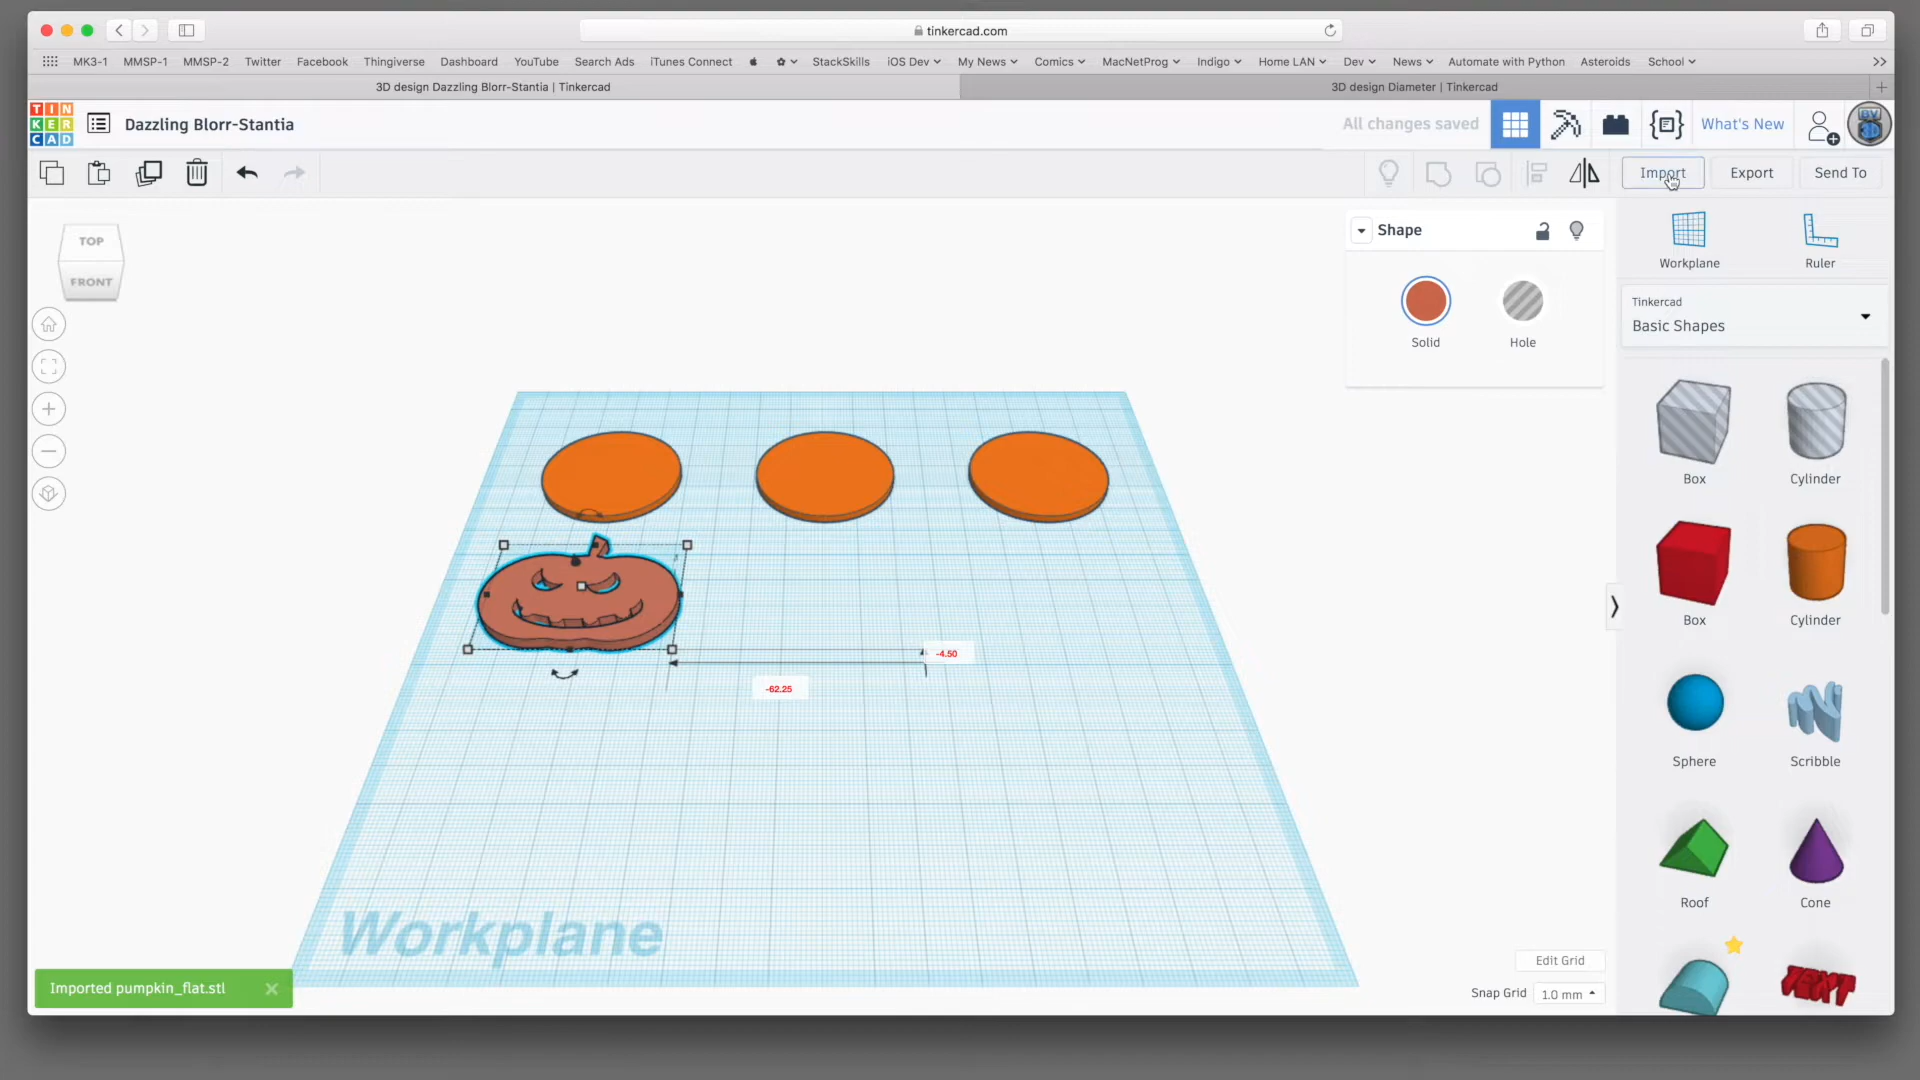 tinkercad.com
MK3-1 MMSP-1 MMSP-2 Twitter Facebook Thingiverse Dashboard YouTube Search Ads iTunes Connect StackSkills iOS Dev My News Comics MacNetProg Indigo Home LAN Dev News Automate with Python Asteroids School
3D design Dazzling Blorr-Stantia | Tinkercad
3D design Diameter | Tinkercad
TIN
KER
CAD
Dazzling Blorr-Stantia
All changes saved
What's New
Import
Export
Send To
TOP
FRONT
Shape
Solid
Hole
Workplane
Ruler
Tinkercad
Basic Shapes
Box
Cylinder
Box
Cylinder
Sphere
Scribble
Roof
Cone
TEXT
-4.50
-62.25
Workplane
Imported pumpkin_flat.stl
Edit Grid
Snap Grid 1.0 mm